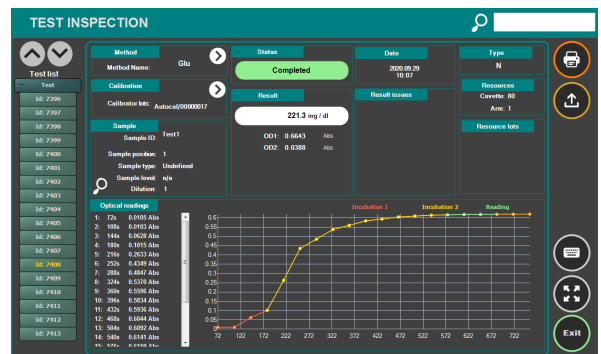 TEST INSPECTION
Test list
Test
Id: 7396
Id: 7397
Id: 7398
Id: 7399
Id: 7400
Id: 7401
Id: 7402
Id: 7403
Id: 7404
Id: 7405
Id: 7406
Id: 7407
Id: 7408
Id: 7409
Id: 7410
Id: 7411
Id: 7412
Id: 7413
Method
Method Name: Glu
Calibration
Calibrator lots: Autocal/00000017
Sample
Sample ID: Test1
Sample position: 1
Sample type: Undefined
Sample level: n/a
Dilution: 1
Status
Completed
Result
221.3 mg / dl
OD1: 0.6643 Abs
OD2: 0.0388 Abs
Date
2020.09.29
10:07
Result issues
Type
N
Resources
Cuvette: 80
Arm: 1
Resource lots
Optical readings
1: 72s 0.0105 Abs
2: 108s 0.0103 Abs
3: 144s 0.0628 Abs
4: 180s 0.1015 Abs
5: 216s 0.2633 Abs
6: 252s 0.4349 Abs
7: 288s 0.4847 Abs
8: 324s 0.5370 Abs
9: 360s 0.5596 Abs
10: 396s 0.5834 Abs
11: 432s 0.5936 Abs
12: 468s 0.6044 Abs
13: 504s 0.6092 Abs
14: 540s 0.6141 Abs
Incubation 1 Incubation 2 Reading
0.6
0.55
0.5
0.45
0.4
0.35
0.3
0.25
0.2
0.15
0.1
0.05
0
72 122 172 222 272 322 372 422 472 522 572 622 672 722
Exit